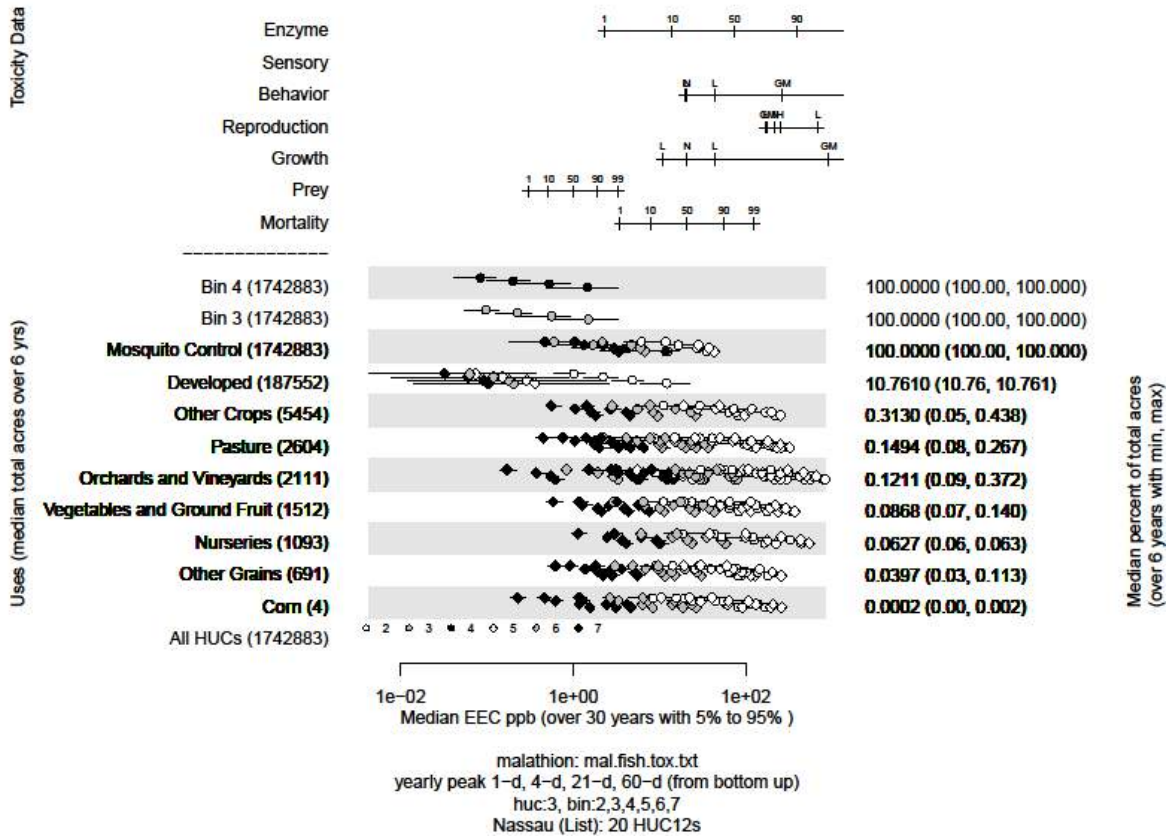 Toxicity Data
Enzyme
1 10 50 90
Sensory
Behavior
N L GM
Reproduction
L
Growth
L N L GM
Prey
1 10 50 90 99
Mortality
1 10 50 90 99
---------------
Uses (median total acres over 6 yrs)
Bin 4 (1742883) 100.0000 (100.00, 100.000)
Bin 3 (1742883) 100.0000 (100.00, 100.000)
Mosquito Control (1742883) 100.0000 (100.00, 100.000)
Developed (187552) 10.7610 (10.76, 10.761)
Other Crops (5454) 0.3130 (0.05, 0.438)
Pasture (2604) 0.1494 (0.08, 0.267)
Orchards and Vineyards (2111) 0.1211 (0.09, 0.372)
Vegetables and Ground Fruit (1512) 0.0868 (0.07, 0.140)
Nurseries (1093) 0.0627 (0.06, 0.063)
Other Grains (691) 0.0397 (0.03, 0.113)
Corn (4) 0.0002 (0.00, 0.002)
All HUCs (1742883) 2 3 4 5 6 7
Median percent of total acres
(over 6 years with min, max)
1e-02 1e+00 1e+02
Median EEC ppb (over 30 years with 5% to 95% )
malathion: mal.fish.tox.txt
yearly peak 1-d, 4-d, 21-d, 60-d (from bottom up)
huc:3, bin:2,3,4,5,6,7
Nassau (List): 20 HUC12s